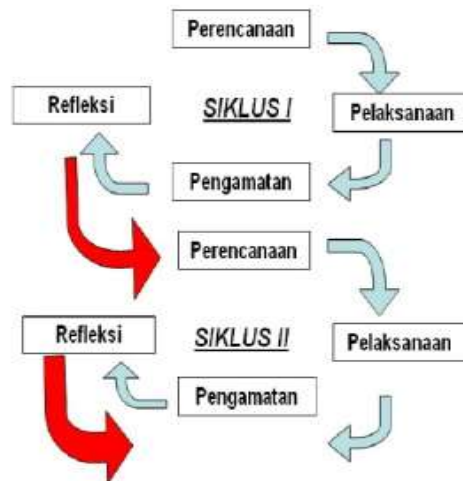 Perencanaan
Refleksi
SIKLUS I
Pelaksanaan
Pengamatan
Perencanaan
Refleksi
SIKLUS II
Pelaksanaan
Pengamatan